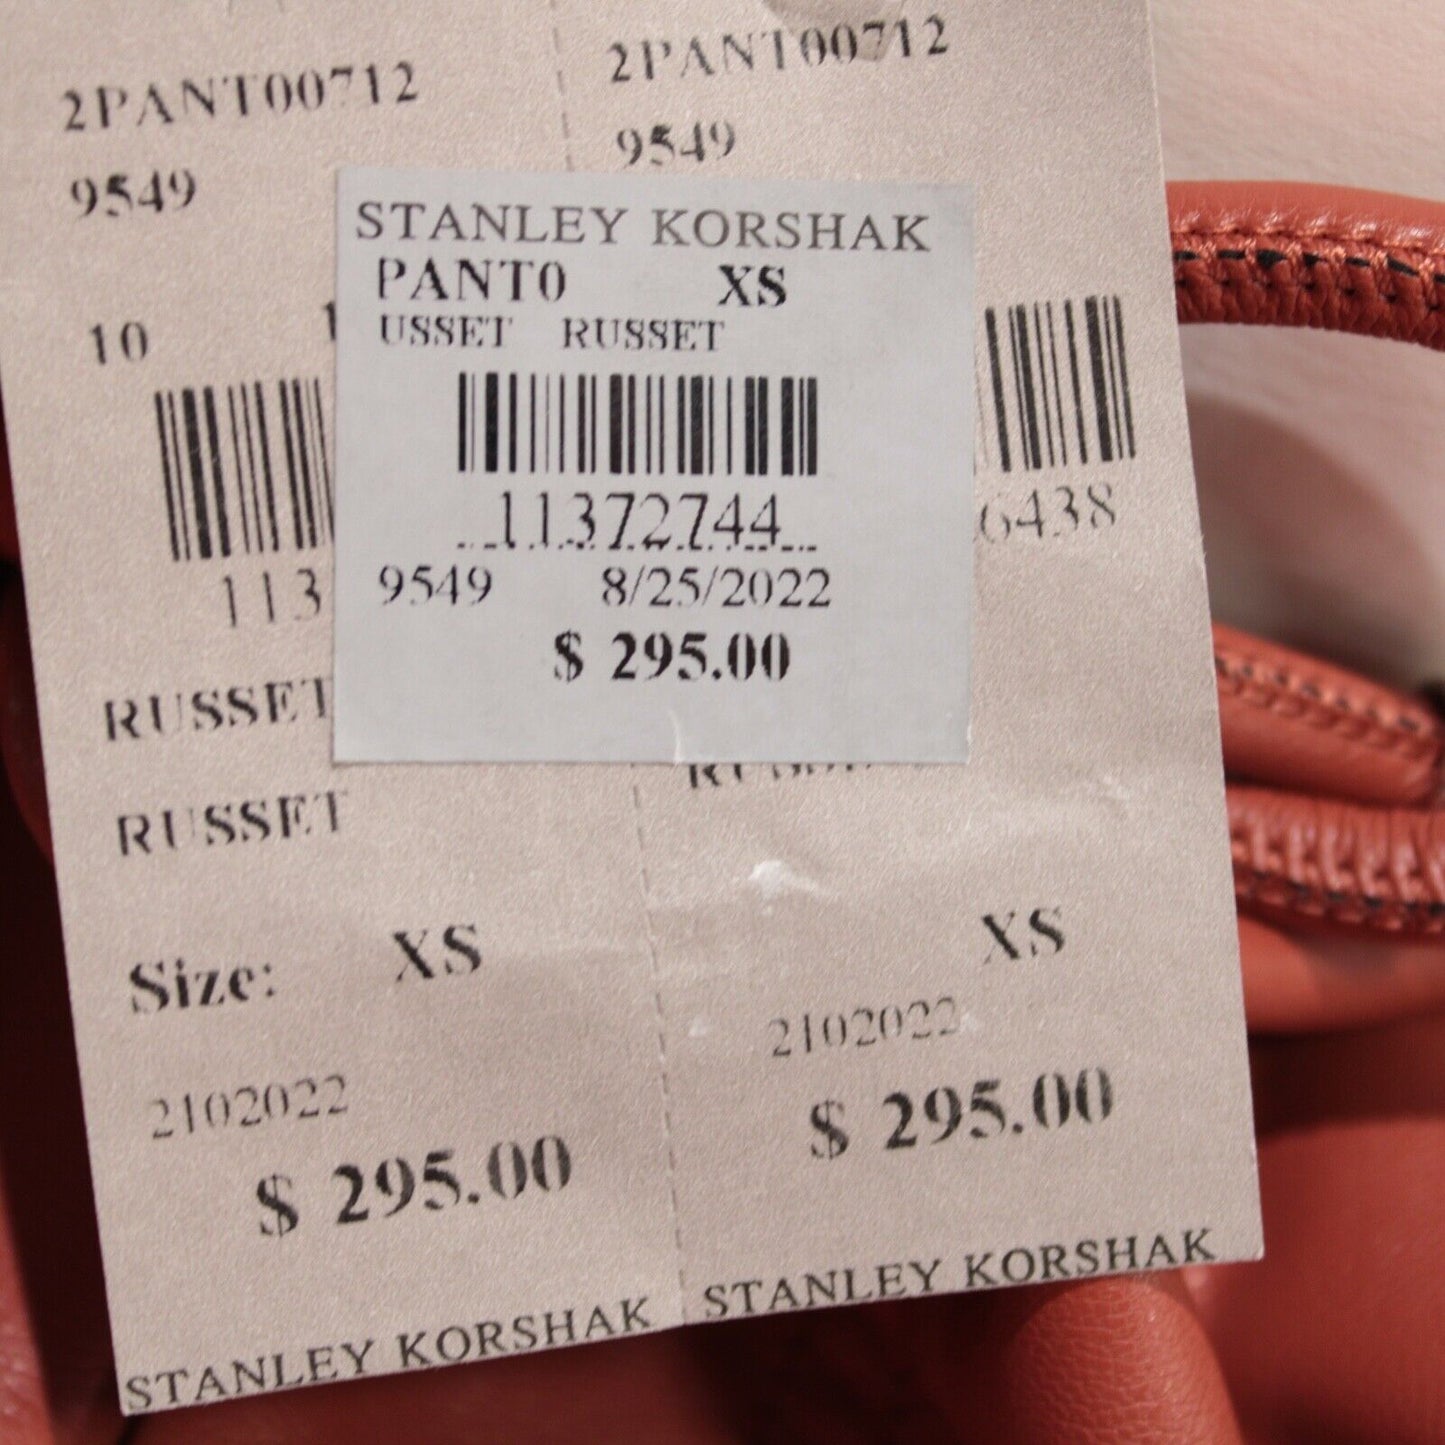 2PANT00712
9549
10
113
RUSSET
RUSSET
Size: XS
2102022
$ 295.00
STANLEY KORSHAK
2PANT00712
9549
6438
XS
2102022
$ 295.00
STANLEY KORSHAK
STANLEY KORSHAK
PANT0 XS
USSET RUSSET
11372744
9549 8/25/2022
$ 295.00